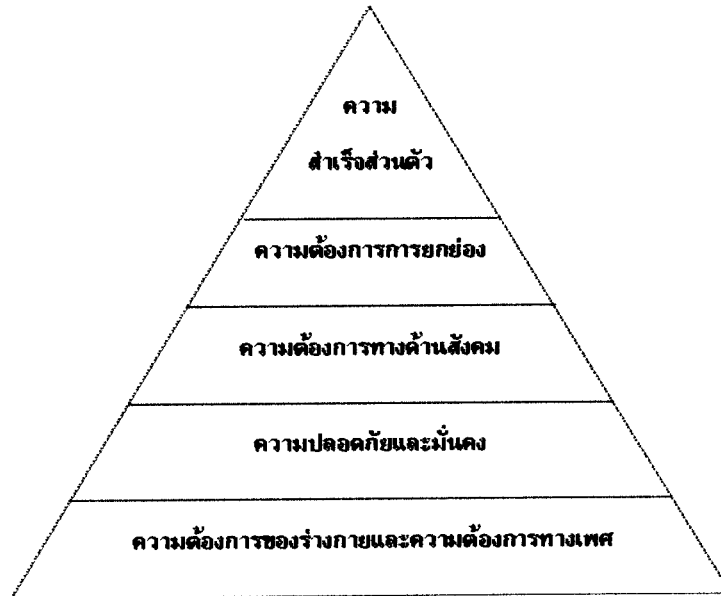 ความ
สำเร็จส่วนตัว
ความต้องการการยกย่อง
ความต้องการทางด้านสังคม
ความปลอดภัยและมั่นคง
ความต้องการของร่างกายและความต้องการทางเพศ